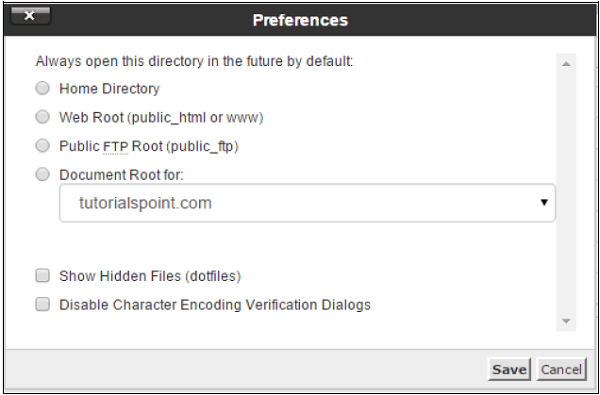 Preferences
Always open this directory in the future by default:
Home Directory
Web Root (public_html or www)
Public FTP Root (public_ftp)
Document Root for:
tutorialspoint.com
Show Hidden Files (dotfiles)
Disable Character Encoding Verification Dialogs
Save Cancel